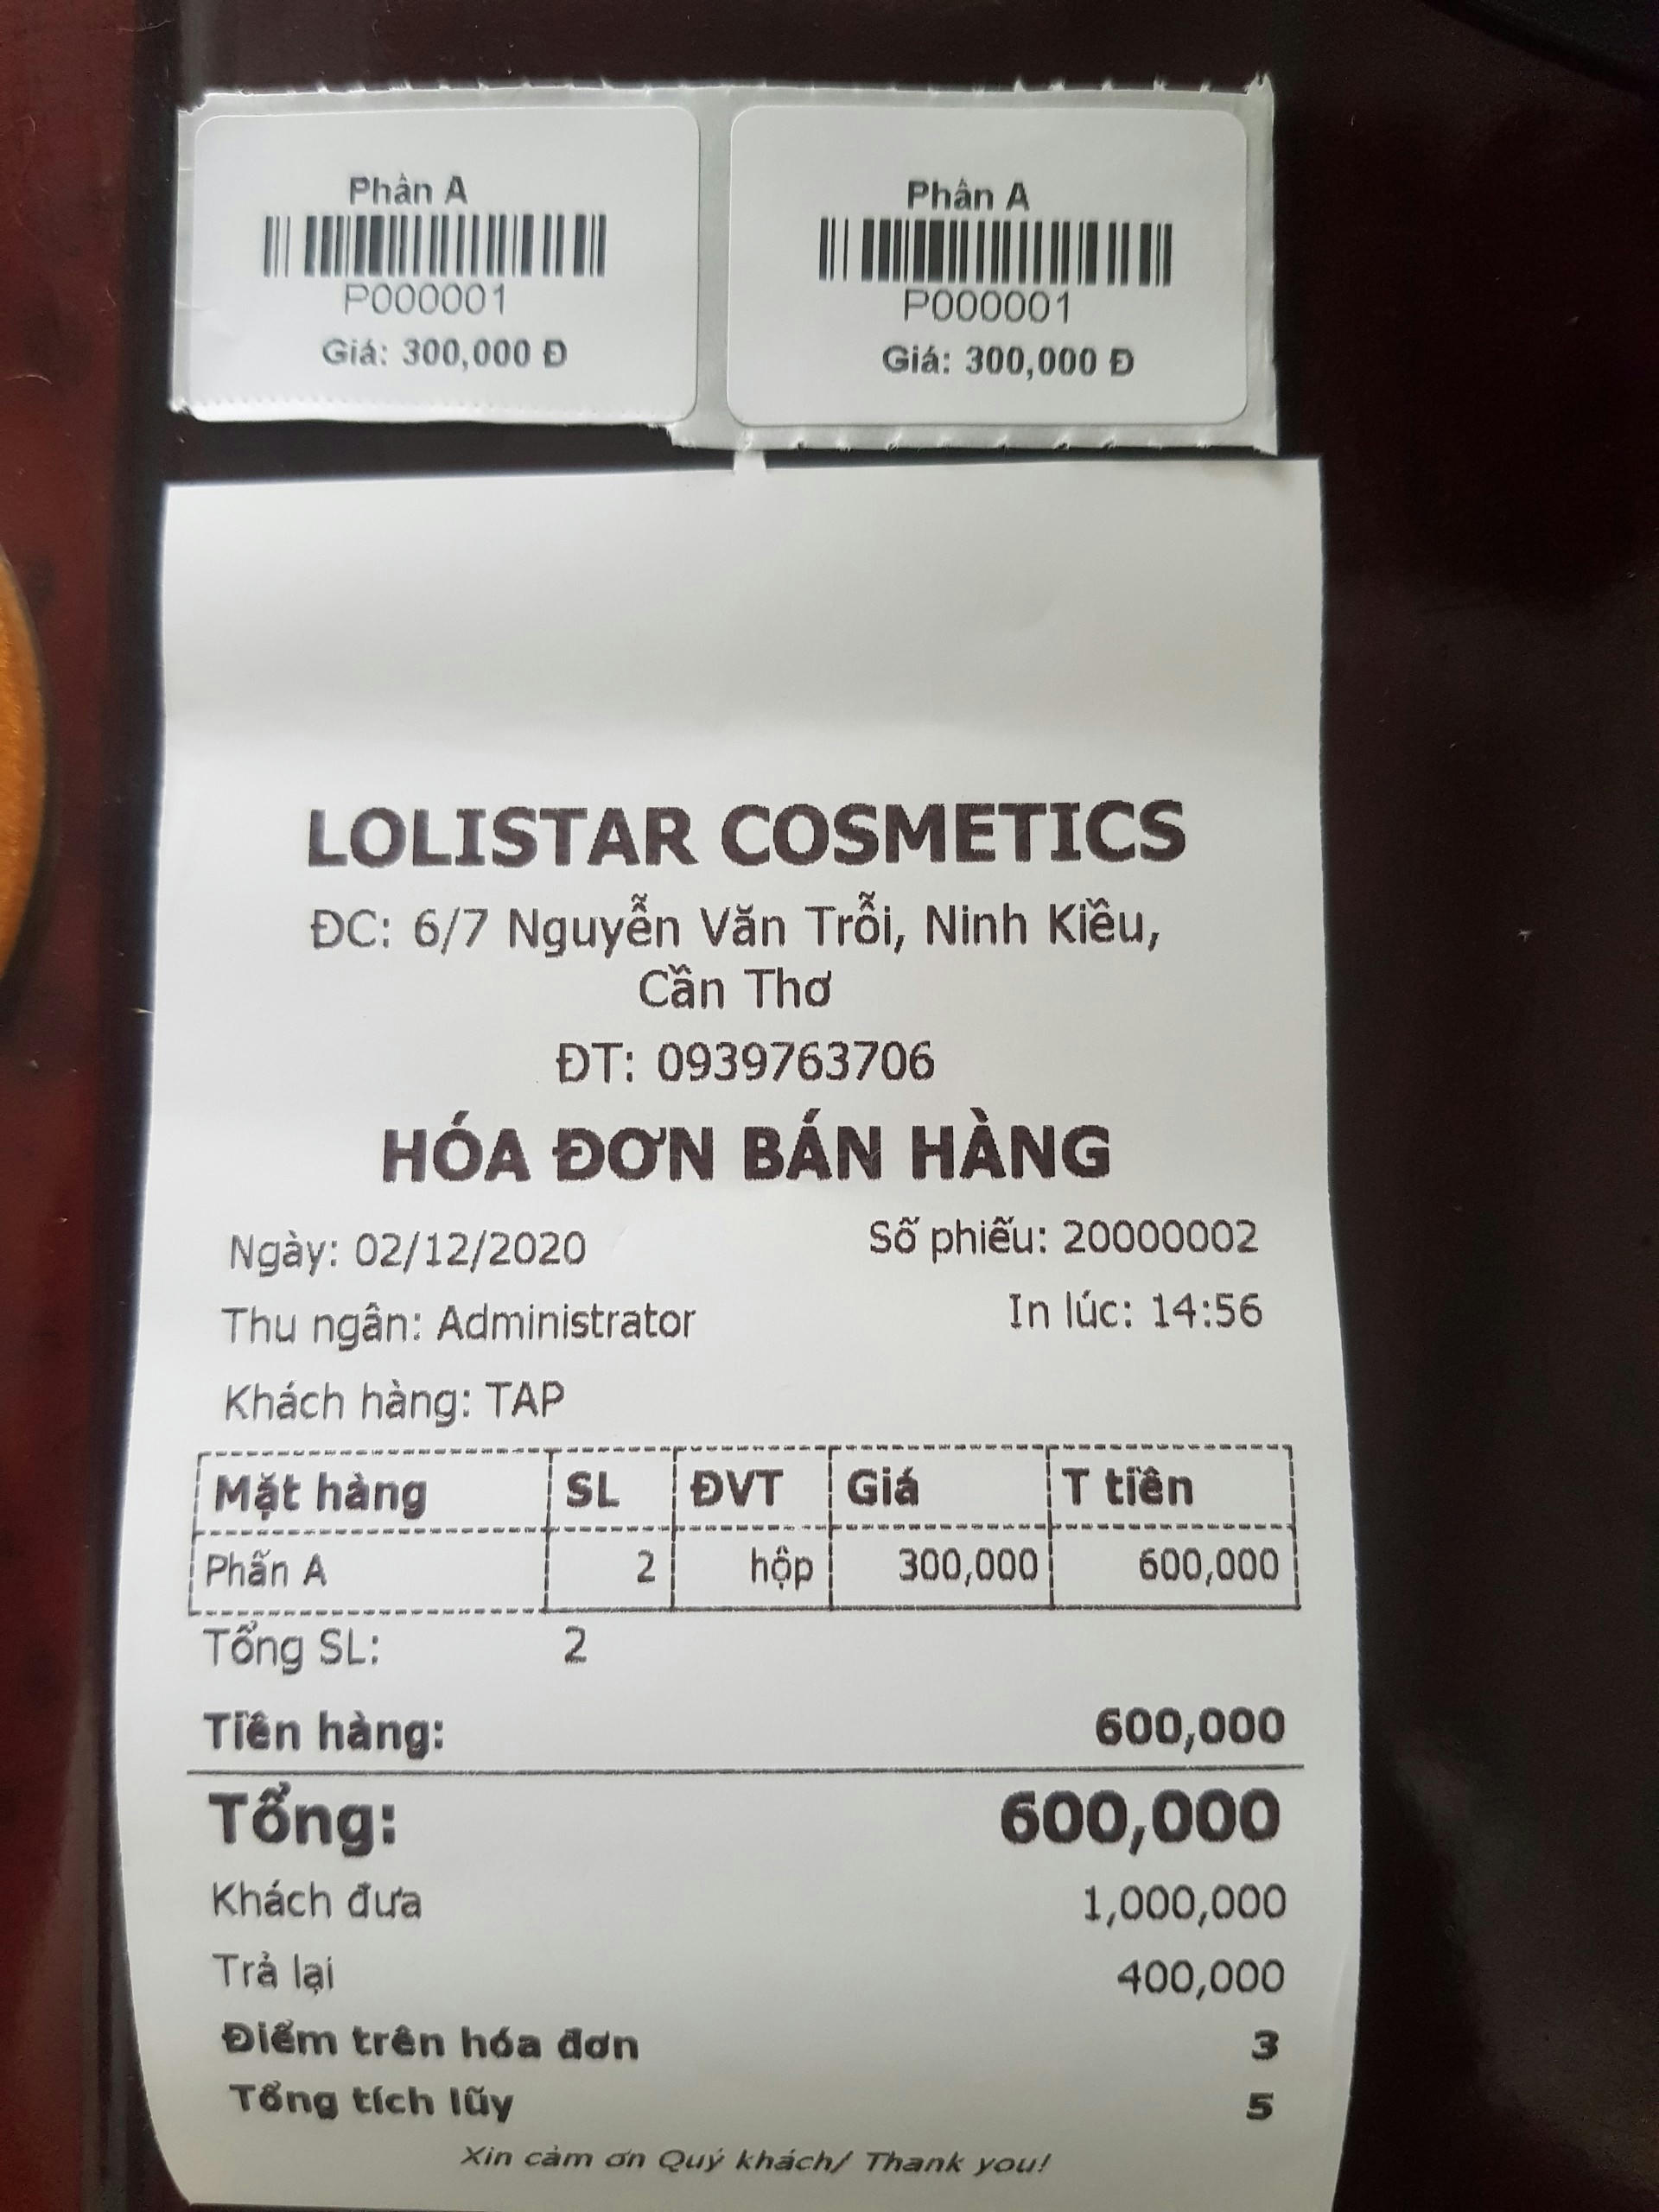 Phấn A
P000001
Giá: 300,000 Đ
Phấn A
P000001
Giá: 300,000 Đ
LOLISTAR COSMETICS
ĐC: 6/7 Nguyễn Văn Trỗi, Ninh Kiều,
Cần Thơ
ĐT: 0939763706
HÓA ĐƠN BÁN HÀNG
Ngày: 02/12/2020 Số phiếu: 20000002
Thu ngân: Administrator In lúc: 14:56
Khách hàng: TAP
Mặt hàng SL ĐVT Giá T tiền
Phấn A 2 hộp 300,000 600,000
Tổng SL: 2
Tiền hàng: 600,000
Tổng: 600,000
Khách đưa 1,000,000
Trả lại 400,000
Điểm trên hóa đơn 3
Tổng tích lũy 5
Xin cảm ơn Quý khách/ Thank you!